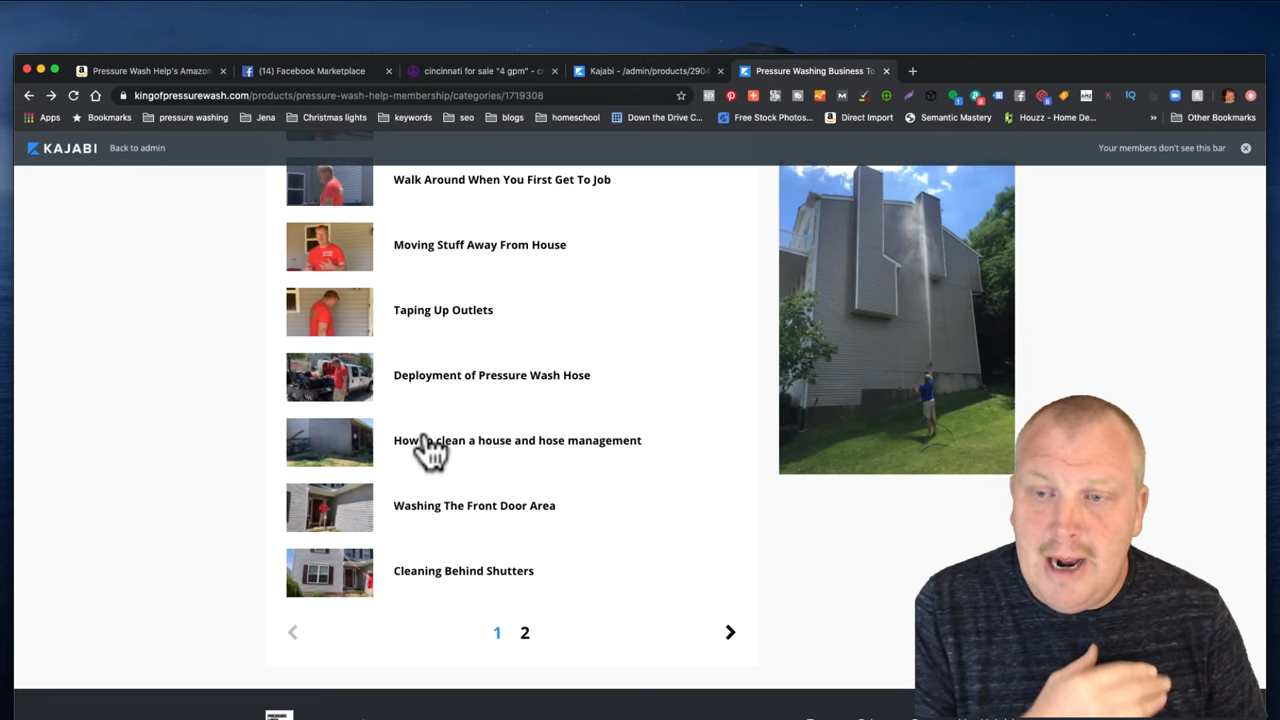 Pressure Wash Help's Amazon
(14) Facebook Marketplace
cincinnati for sale "4 gpm" - c
Kajabi - /admin/products/2904
Pressure Washing Business To
kingofpressurewash.com/products/pressure-wash-help-membership/categories/1719308
Apps
Bookmarks
pressure washing
Jena
Christmas lights
keywords
seo
blogs
homeschool
Down the Drive C...
Free Stock Photos...
Direct Import
Semantic Mastery
Houzz - Home De...
Other Bookmarks
KAJABI
Back to admin
Your members don't see this bar
Walk Around When You First Get To Job
Moving Stuff Away From House
Taping Up Outlets
Deployment of Pressure Wash Hose
How to clean a house and hose management
Washing The Front Door Area
Cleaning Behind Shutters
1 2